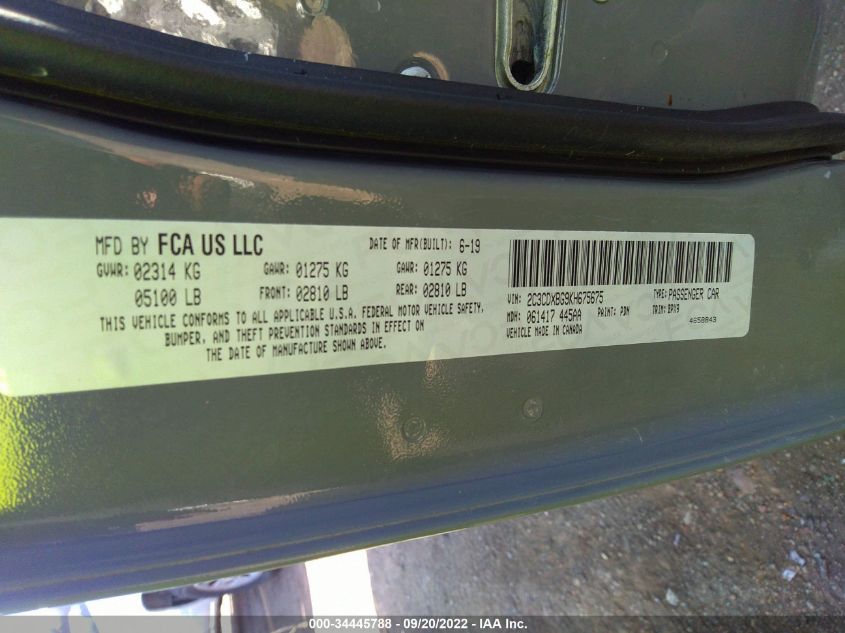 MFD BY FCA US LLC DATE OF MFR(BUILT): 6-19
GVWR: 02314 KG GAWR: 01275 KG GAWR: 01275 KG
05100 LB FRONT: 02810 LB REAR: 02810 LB
THIS VEHICLE CONFORMS TO ALL APPLICABLE U.S.A. FEDERAL MOTOR VEHICLE SAFETY,
BUMPER, AND THEFT PREVENTION STANDARDS IN EFFECT ON
THE DATE OF MANUFACTURE SHOWN ABOVE.
VIN: 2C3CDXBG9KH675675 TYPE: PASSENGER CAR
MDH: 061417 445AA PAINT: PDN TRIM: BPX9
VEHICLE MADE IN CANADA 4658843
000-34445788 - 09/20/2022 - IAA Inc.